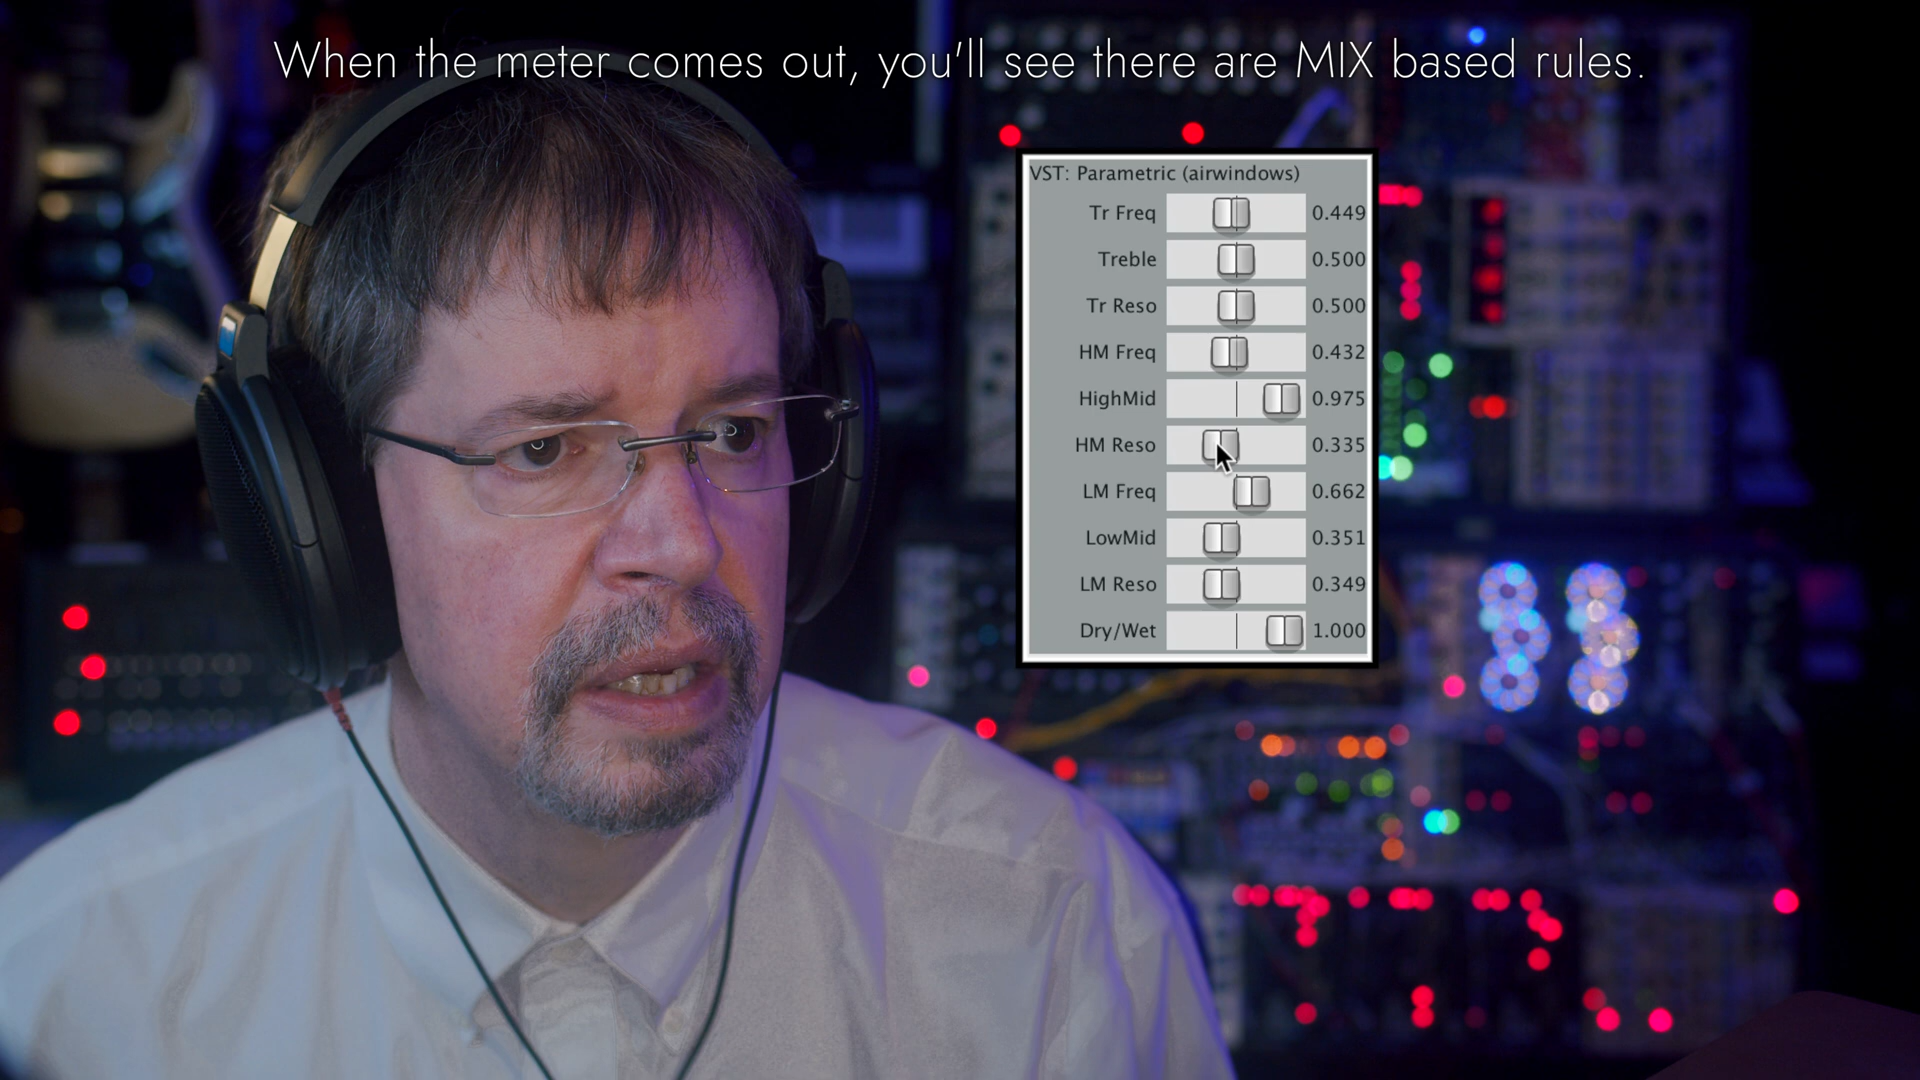 When the meter comes out, you'll see there are MIX based rules.
VST: Parametric (airwindows)
Tr Freq 0.449
Treble 0.500
Tr Reso 0.500
HM Freq 0.432
HighMid 0.975
HM Reso 0.335
LM Freq 0.662
LowMid 0.351
LM Reso 0.349
Dry/Wet 1.000